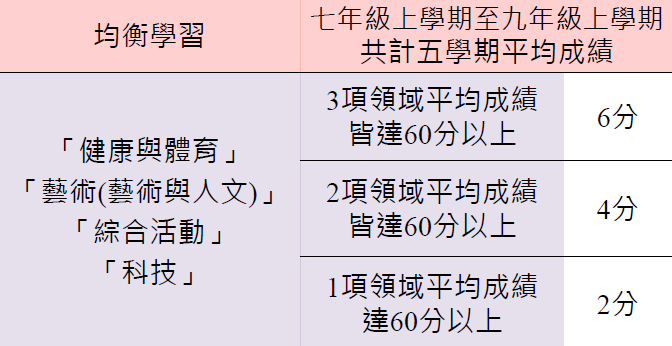 均衡學習
七年級上學期至九年級上學期
共計五學期平均成績
「健康與體育」
「藝術(藝術與人文)」
「綜合活動」
「科技」
3項領域平均成績
皆達60分以上
6分
2項領域平均成績
皆達60分以上
4分
1項領域平均成績
達60分以上
2分